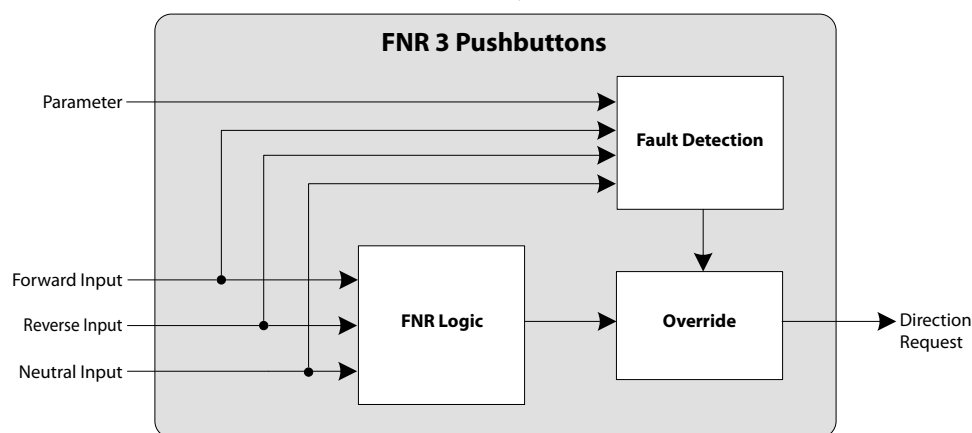 FNR 3 Pushbuttons
Parameter
Fault Detection
Forward Input
Reverse Input
Neutral Input
FNR Logic
Override
Direction
Request